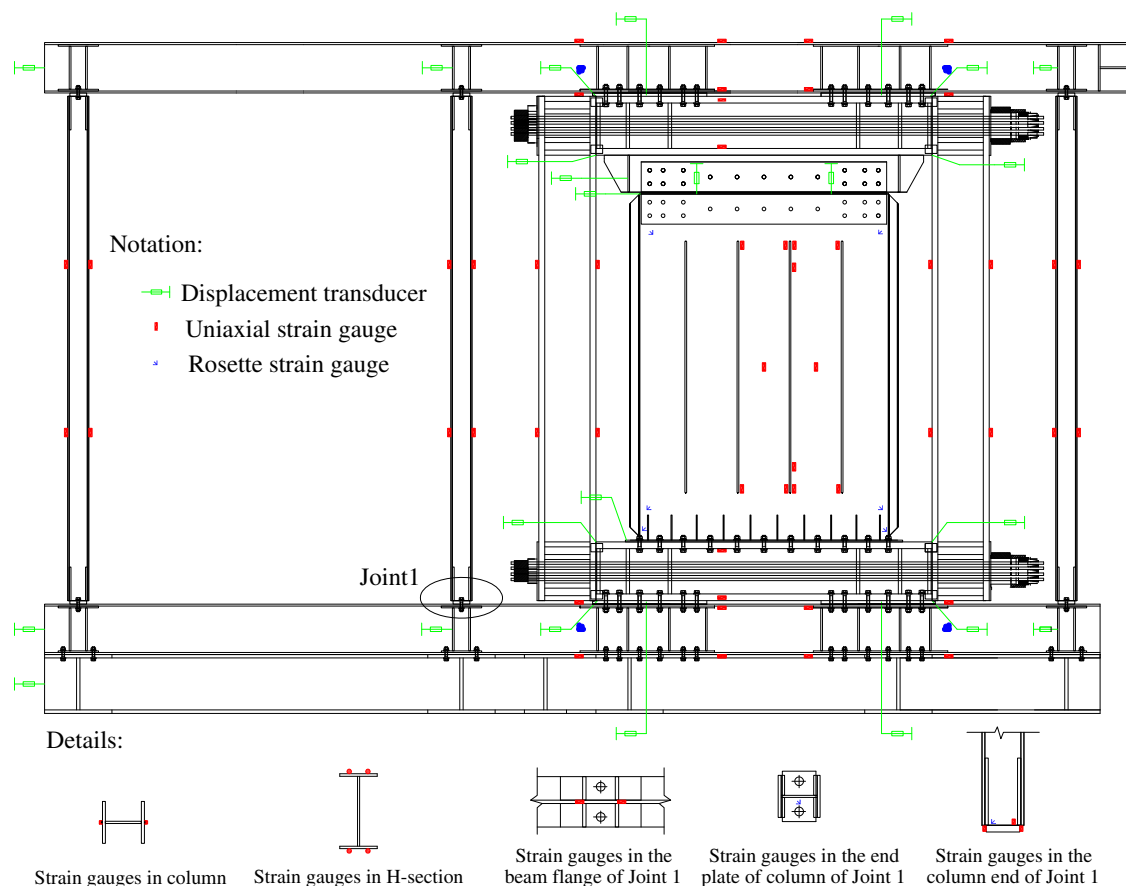 Notation:
Displacement transducer
Uniaxial strain gauge
Rosette strain gauge
Joint1
Details:
Strain gauges in column
Strain gauges in H-section
Strain gauges in the
beam flange of Joint 1
Strain gauges in the end
plate of column of Joint 1
Strain gauges in the
column end of Joint 1